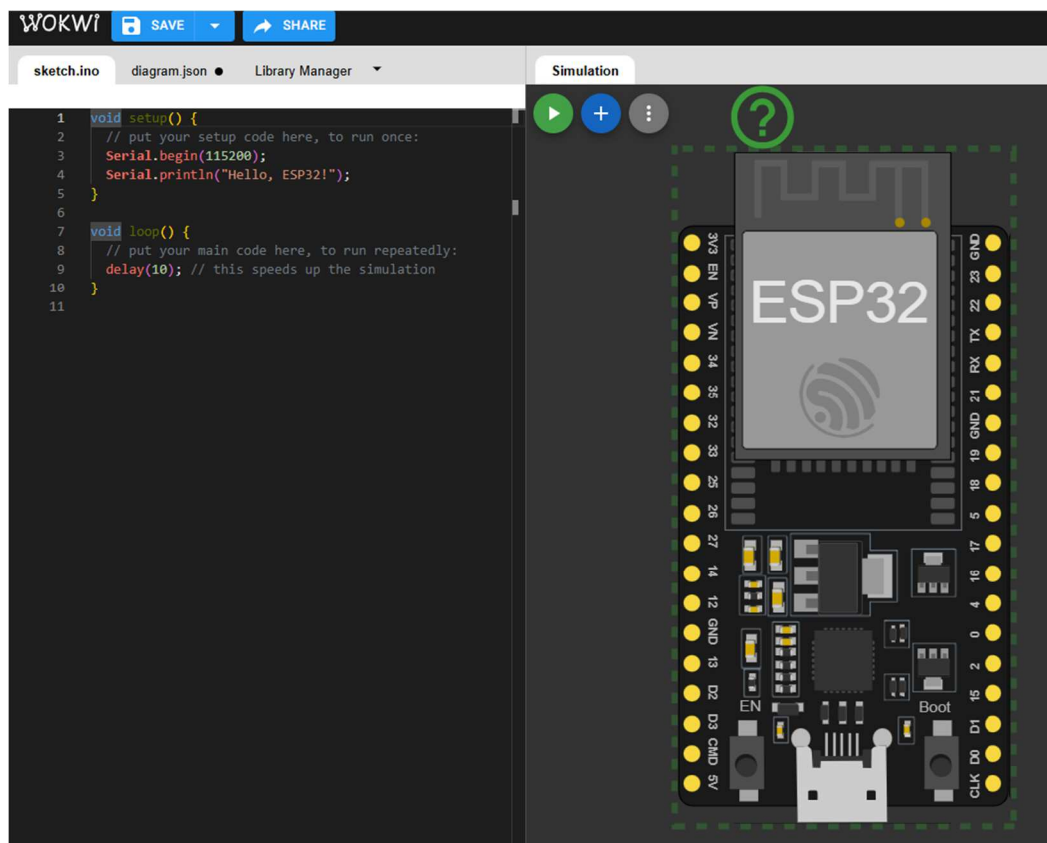 WOKWI SAVE SHARE
sketch.ino diagram.json ● Library Manager
Simulation
1 void setup() {
2 // put your setup code here, to run once:
3 Serial.begin(115200);
4 Serial.println("Hello, ESP32!");
5 }
6
7 void loop() {
8 // put your main code here, to run repeatedly:
9 delay(10); // this speeds up the simulation
10 }
11
?
ESP32
3V3
EN
VP
VN
34
35
32
33
25
26
27
14
12
GND
13
D2
D3
CMD
5V
GND
23
22
TX
RX
21
GND
19
18
5
17
16
4
0
2
15
D1
D0
CLK
EN
Boot